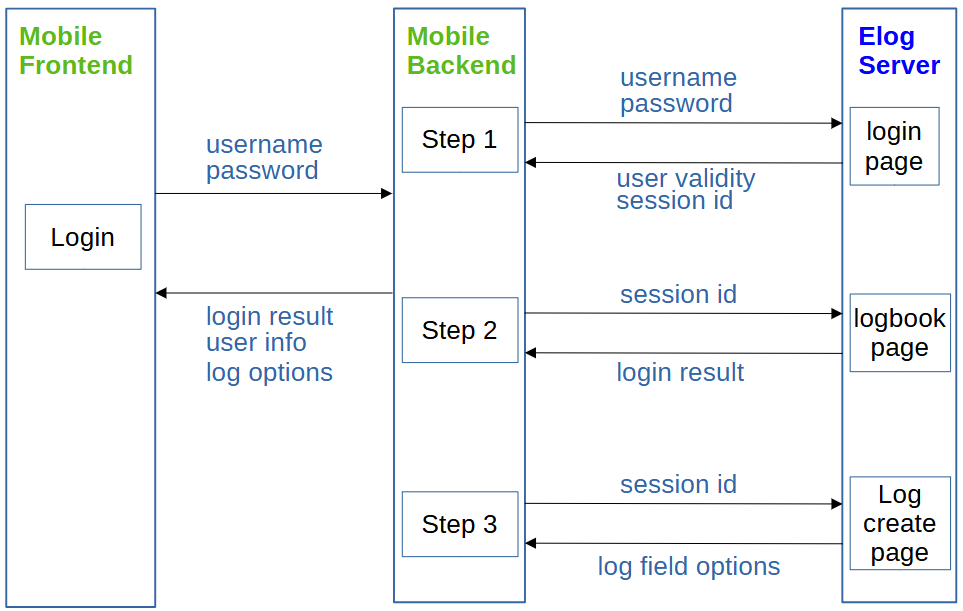 Mobile
Frontend
Mobile
Backend
Elog
Server
username
password
Login
login result
user info
log options
Step 1
username
password
login
page
user validity
session id
Step 2
session id
logbook
page
login result
Step 3
session id
Log
create
page
log field options